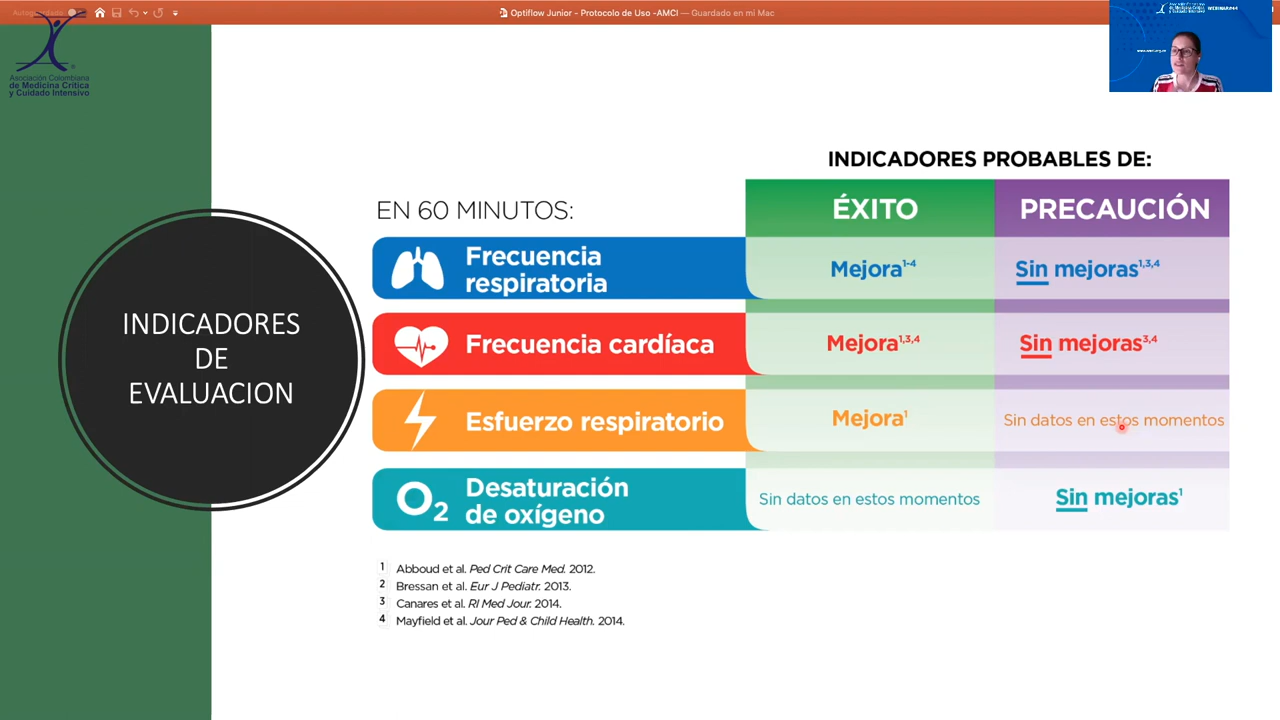 Optiflow Junior - Protocolo de Uso -AMCI — Guardado en mi Mac
Asociación Colombiana
de Medicina Crítica
y Cuidado Intensivo
INDICADORES PROBABLES DE:
EN 60 MINUTOS:
ÉXITO
PRECAUCIÓN
Frecuencia
respiratoria
Mejora1-4
Sin mejoras1,3,4
INDICADORES
DE
EVALUACION
Frecuencia cardíaca
Mejora1,3,4
Sin mejoras3,4
Esfuerzo respiratorio
Mejora1
Sin datos en estos momentos
O2
Desaturación
de oxígeno
Sin datos en estos momentos
Sin mejoras1
1 Abboud et al. Ped Crit Care Med. 2012.
2 Bressan et al. Eur J Pediatr. 2013.
3 Canares et al. RI Med Jour. 2014.
4 Mayfield et al. Jour Ped & Child Health. 2014.